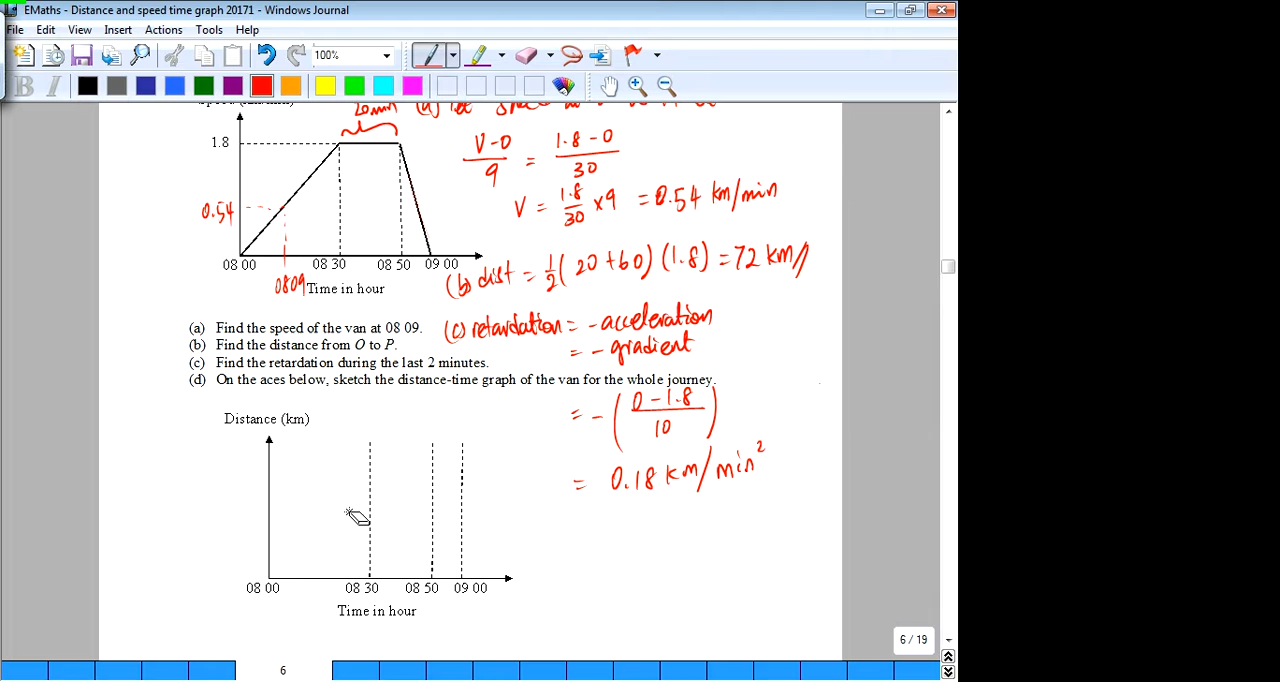 EMaths - Distance and speed time graph 20171 - Windows Journal
File Edit View Insert Actions Tools Help
100%
B I
20min (a)
1.8
V-0 / 9 = 1.8-0 / 30
V = 1.8/30 x 9 = 0.54 km/min
0.54
08 00 08 30 08 50 09 00
0809 Time in hour
(b) dist = 1/2 (20+60) (1.8) = 72 km//
(a) Find the speed of the van at 08 09.
(b) Find the distance from O to P.
(c) Find the retardation during the last 2 minutes.
(d) On the aces below, sketch the distance-time graph of the van for the whole journey.
(c) retardation = - acceleration
= - gradient
= - (0-1.8 / 10)
= 0.18 km/min²
Distance (km)
08 00 08 30 08 50 09 00
Time in hour
6 / 19
6